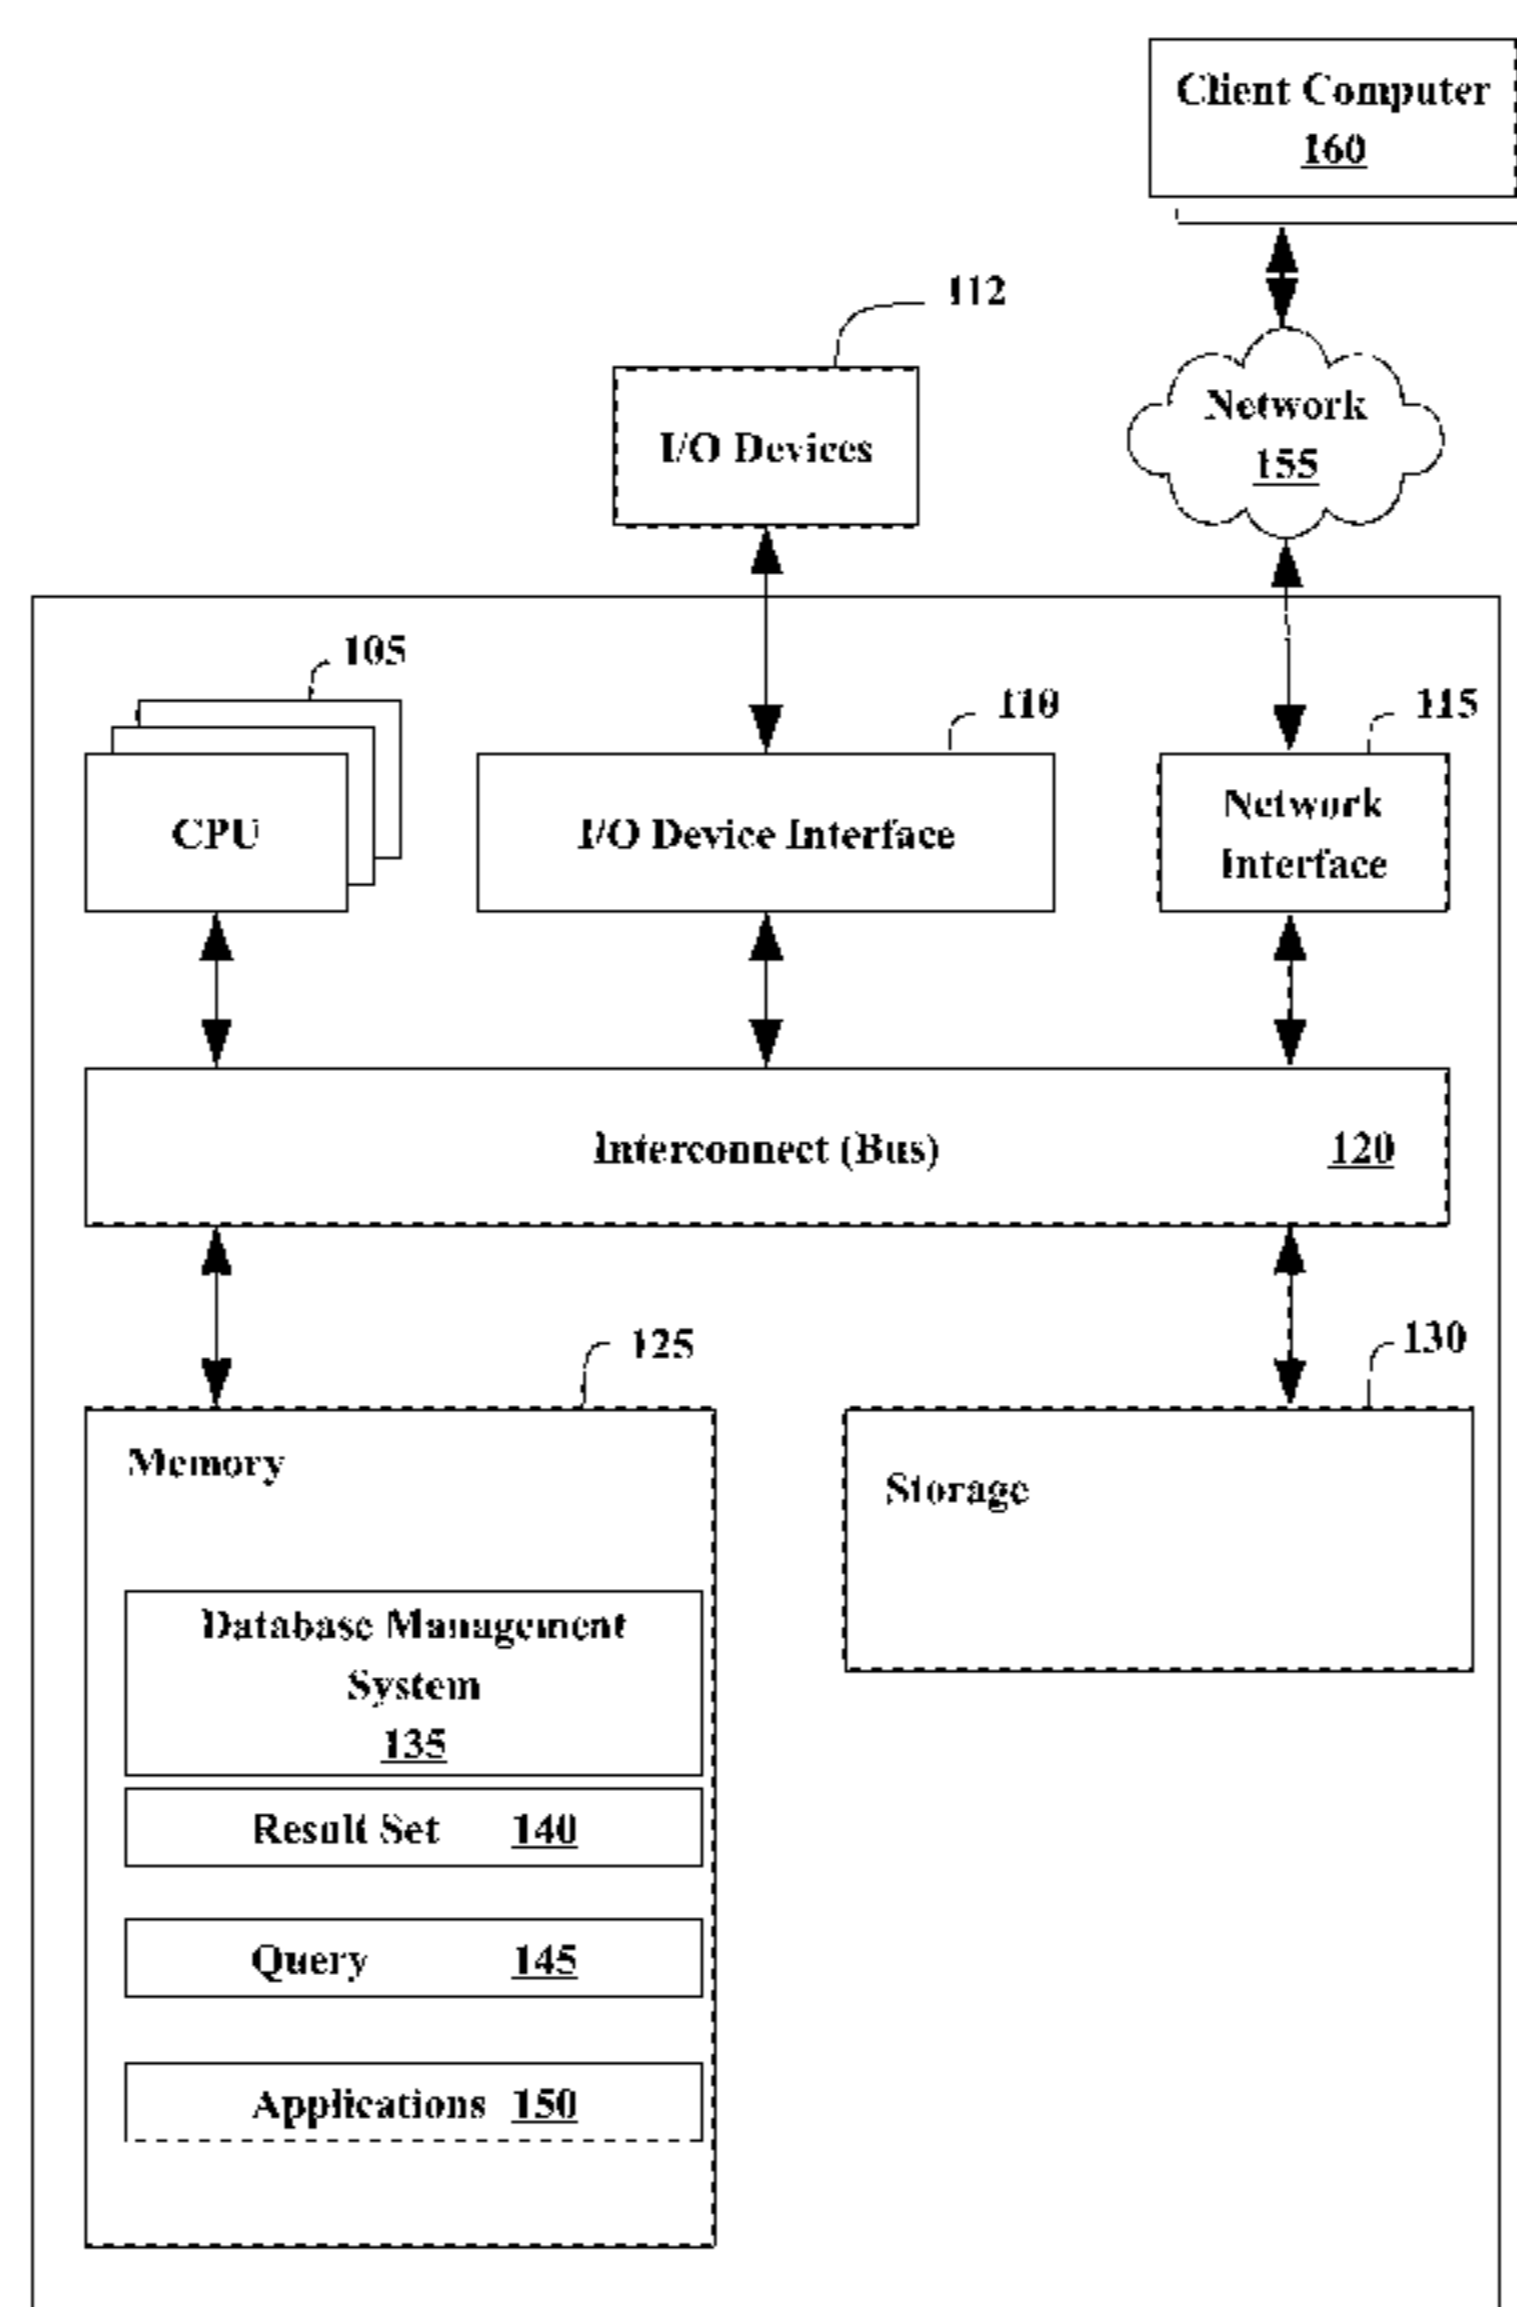 Client Computer
160
112
I/O Devices
Network
155
105
110
115
CPU
I/O Device Interface
Network
Interface
Interconnect (Bus) 120
125
130
Memory
Storage
Database Management
System
135
Result Set 140
Query 145
Applications 150